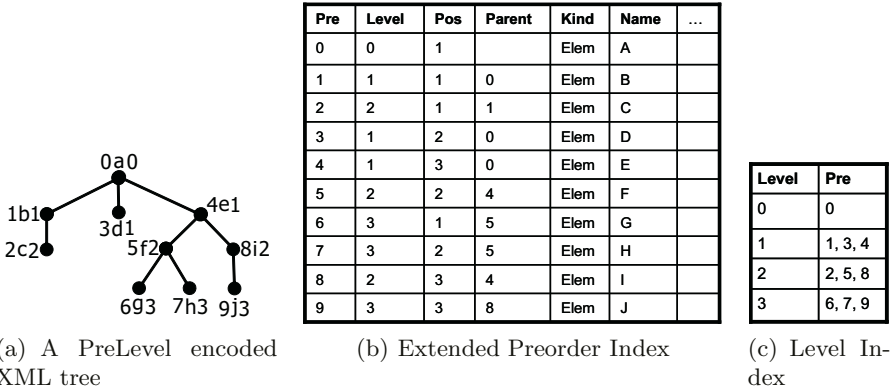 0a0
1b1
3d1
4e1
2c2
5f2
8i2
6g3
7h3
9j3
Pre Level Pos Parent Kind Name ...
0 0 1 Elem A
1 1 1 0 Elem B
2 2 1 1 Elem C
3 1 2 0 Elem D
4 1 3 0 Elem E
5 2 2 4 Elem F
6 3 1 5 Elem G
7 3 2 5 Elem H
8 2 3 4 Elem I
9 3 3 8 Elem J
Level Pre
0 0
1 1, 3, 4
2 2, 5, 8
3 6, 7, 9
(a) A PreLevel encoded
XML tree
(b) Extended Preorder Index
(c) Level In-
dex